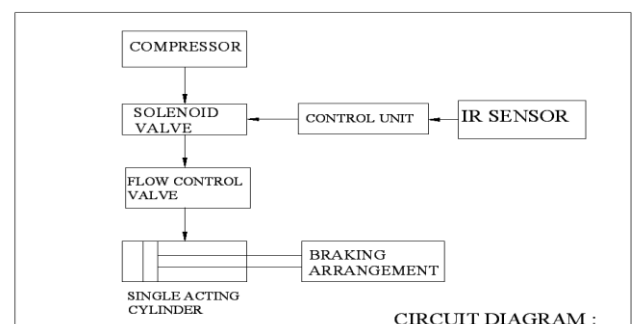 COMPRESSOR
SOLENOID
VALVE
CONTROL UNIT
IR SENSOR
FLOW CONTROL
VALVE
BRAKING
ARRANGEMENT
SINGLE ACTING
CYLINDER
CIRCUIT DIAGRAM :